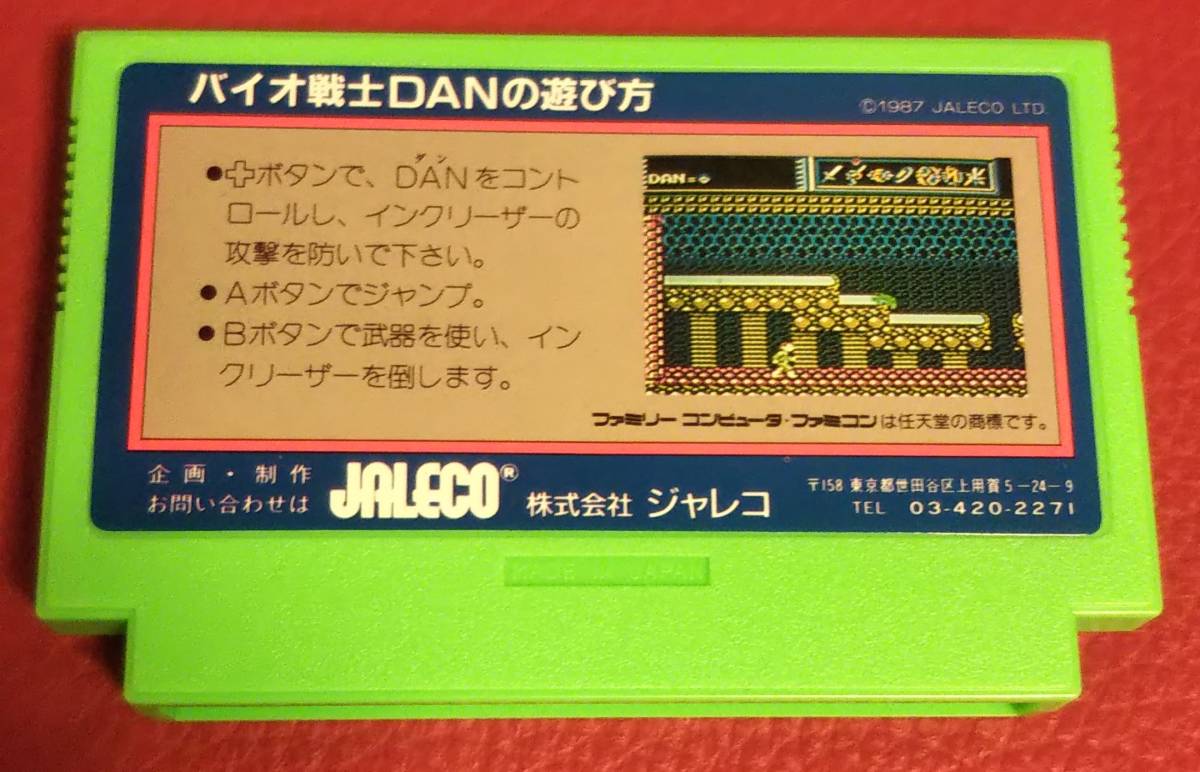 バイオ戦士DANの遊び方
©1987 JALECO LTD.
●✚ボタンで、DANをコント
ダン
ロールし、インクリーザーの
攻撃を防いで下さい。
●Aボタンでジャンプ。
●Bボタンで武器を使い、イン
クリーザーを倒します。
DAN=
ファミリーコンピュータ・ファミコンは任天堂の商標です。
企画・制作
お問い合わせは
JALECO®
株式会社 ジャレコ
〒158 東京都世田谷区上用賀5-24-9
TEL 03-420-2271
MADE IN JAPAN